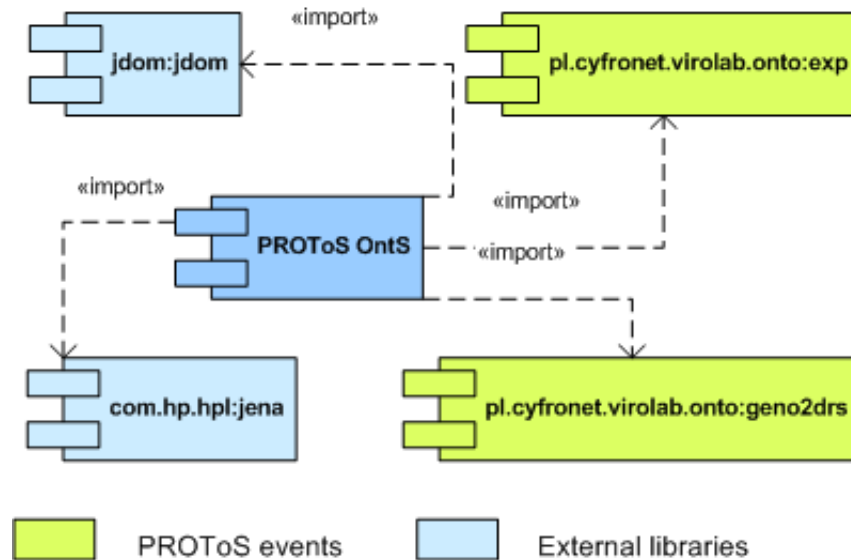 «import»
jdom:jdom
pl.cyfronet.virolab.onto:exp
«import»
«import»
PROToS OntS
«import»
com.hp.hpl:jena
pl.cyfronet.virolab.onto:geno2drs
PROToS events
External libraries